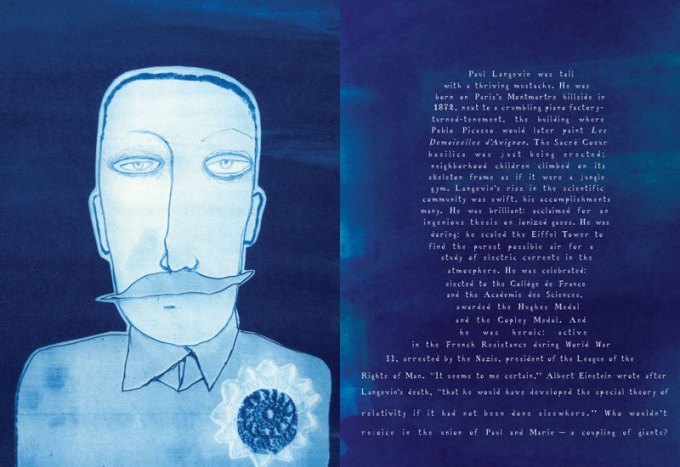 Paul Langevin was tall
with a thriving mustache. He was
born on Paris's Montmartre hillside in
1872, next to a crumbling piano factory-
turned-tenement, the building where
Pablo Picasso would later paint Les
Demoiselles d'Avignon. The Sacré Coeur
basilica was just being erected;
neighborhood children climbed on its
skeleton frame as if it were a jungle
gym. Langevin's rise in the scientific
community was swift, his accomplishments
many. He was brilliant: acclaimed for an
ingenious thesis on ionized gases. He was
daring: he scaled the Eiffel Tower to
find the purest possible air for a
study of electric currents in the
atmosphere. He was celebrated:
elected to the Collège de France
and the Academie des Sciences,
awarded the Hughes Medal
and the Copley Medal. And
he was heroic: active
in the French Resistance during World War
II, arrested by the Nazis, president of the League of the
Rights of Man. "It seems to me certain," Albert Einstein wrote after
Langevin's death, "that he would have developed the special theory of
relativity if it had not been done elsewhere." Who wouldn't
rejoice in the union of Paul and Marie — a coupling of giants?